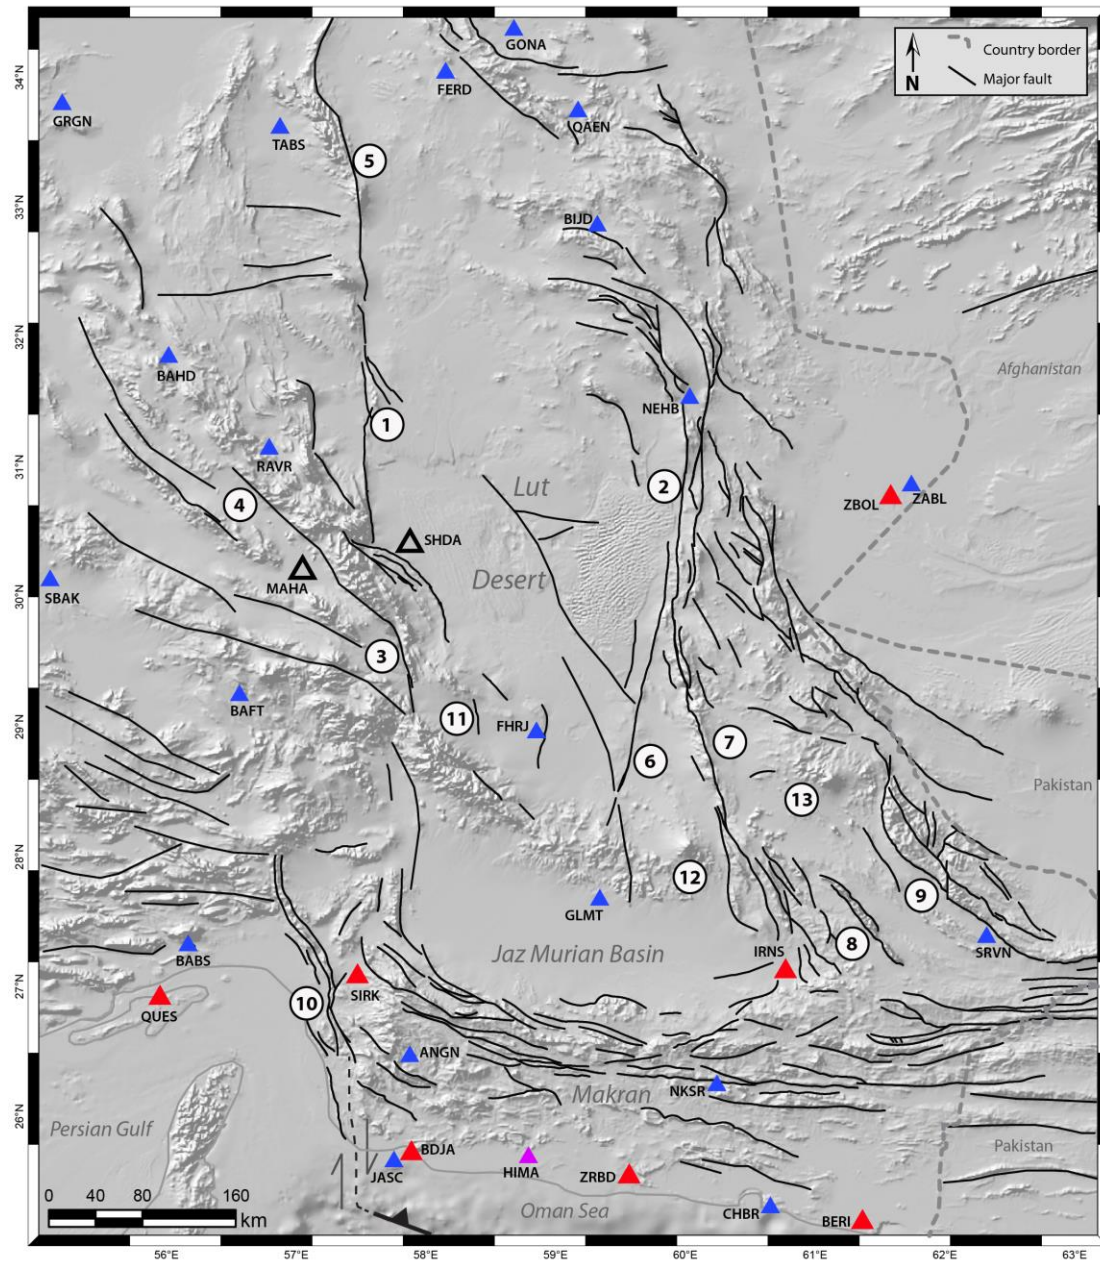 GONA
FERD
GRGN
TABS
QAEN
N
Country border
Major fault
5
BIJD
BAHD
Afghanistan
NEHB
1
RAVR
4
Lut
2
ZBOL
ZABL
SHDA
MAHA
Desert
SBAK
3
BAFT
11
FHRJ
7
6
13
Pakistan
12
9
GLMT
8
SRVN
Jaz Murian Basin
IRNS
BABS
SIRK
QUES
10
ANGN
NKSR
Makran
Persian Gulf
BDJA
JASC
HIMA
ZRBD
Pakistan
CHBR
BERI
Oman Sea
0 40 80 160
km
34°N
33°N
32°N
31°N
30°N
29°N
28°N
27°N
26°N
56°E 57°E 58°E 59°E 60°E 61°E 62°E 63°E